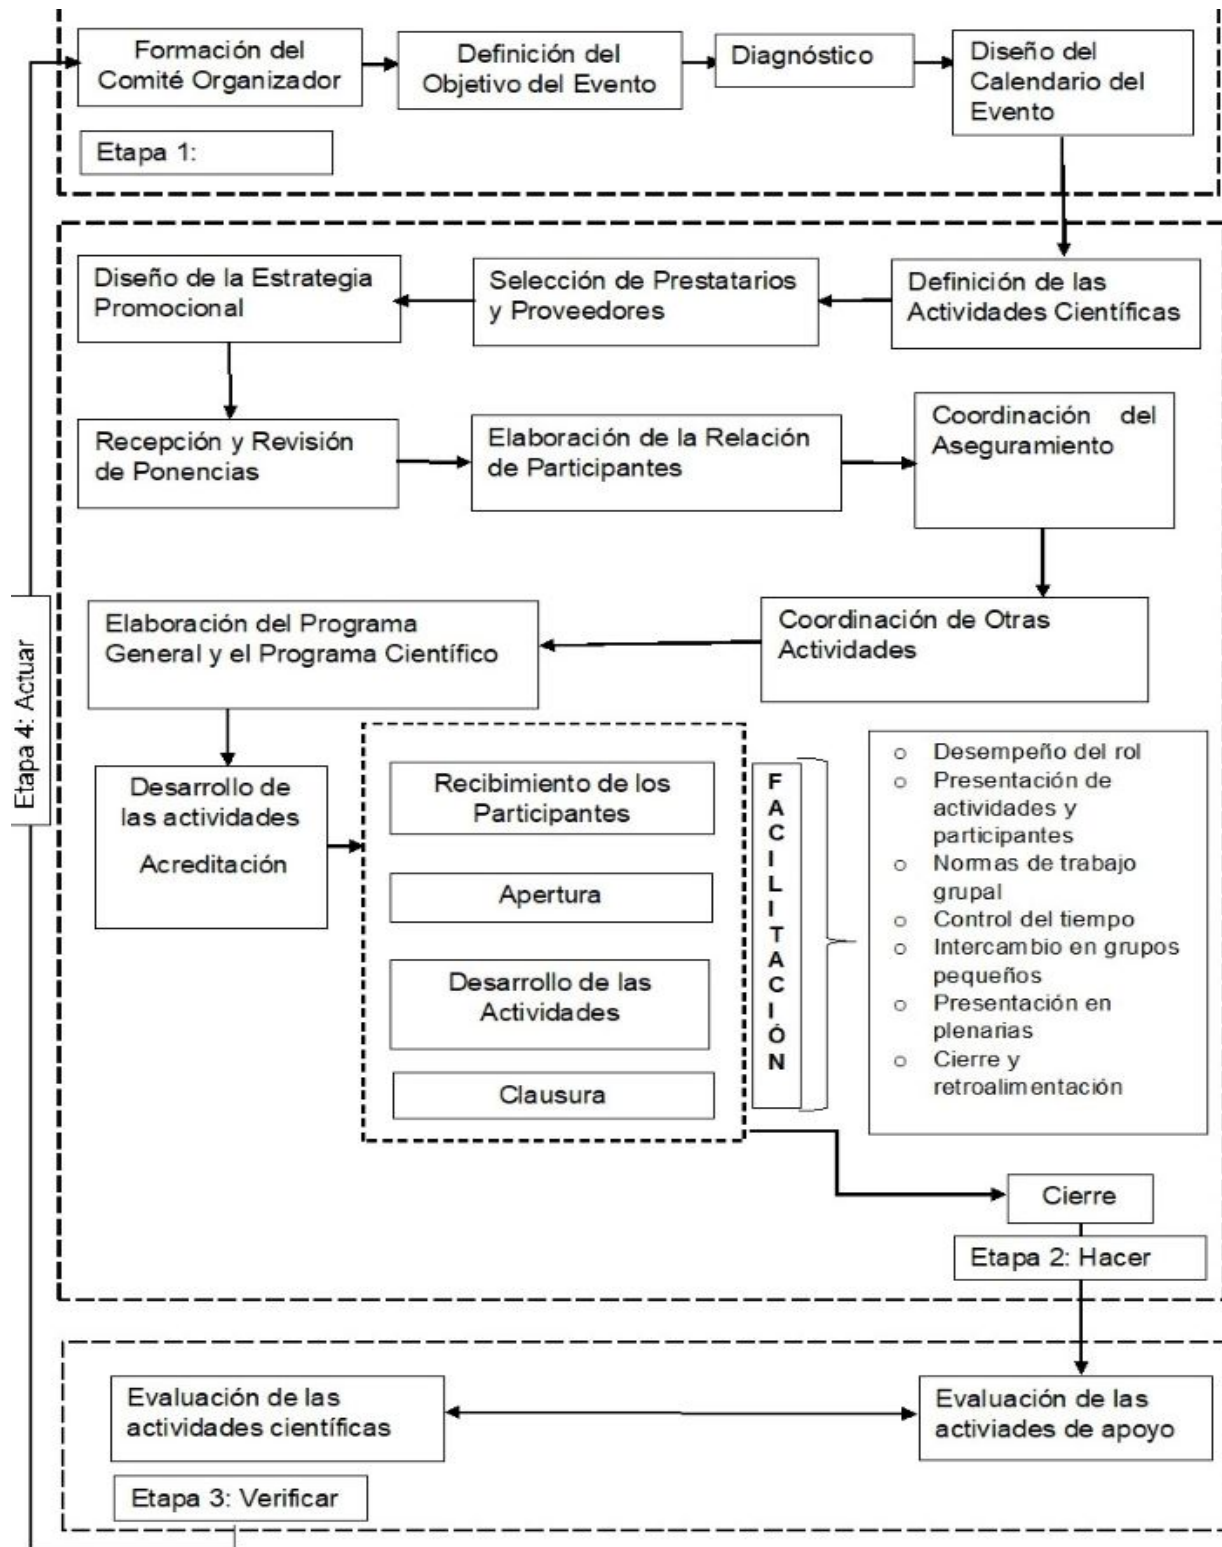 Formación del
Comité Organizador
Definición del
Objetivo del Evento
Diagnóstico
Diseño del
Calendario del
Evento
Etapa 1:
Diseño de la Estrategia
Promocional
Selección de Prestatarios
y Proveedores
Definición de las
Actividades Científicas
Recepción y Revisión
de Ponencias
Elaboración de la Relación
de Participantes
Coordinación del
Aseguramiento
Elaboración del Programa
General y el Programa Científico
Coordinación de Otras
Actividades
Etapa 4: Actuar
Desarrollo de
las actividades
Acreditación
Recibimiento de los
Participantes
Apertura
Desarrollo de las
Actividades
Clausura
FACILITACIÓN
o Desempeño del rol
o Presentación de
actividades y
participantes
o Normas de trabajo
grupal
o Control del tiempo
o Intercambio en grupos
pequeños
o Presentación en
plenarias
o Cierre y
retroalimentación
Cierre
Etapa 2: Hacer
Evaluación de las
actividades científicas
Evaluación de las
activiades de apoyo
Etapa 3: Verificar